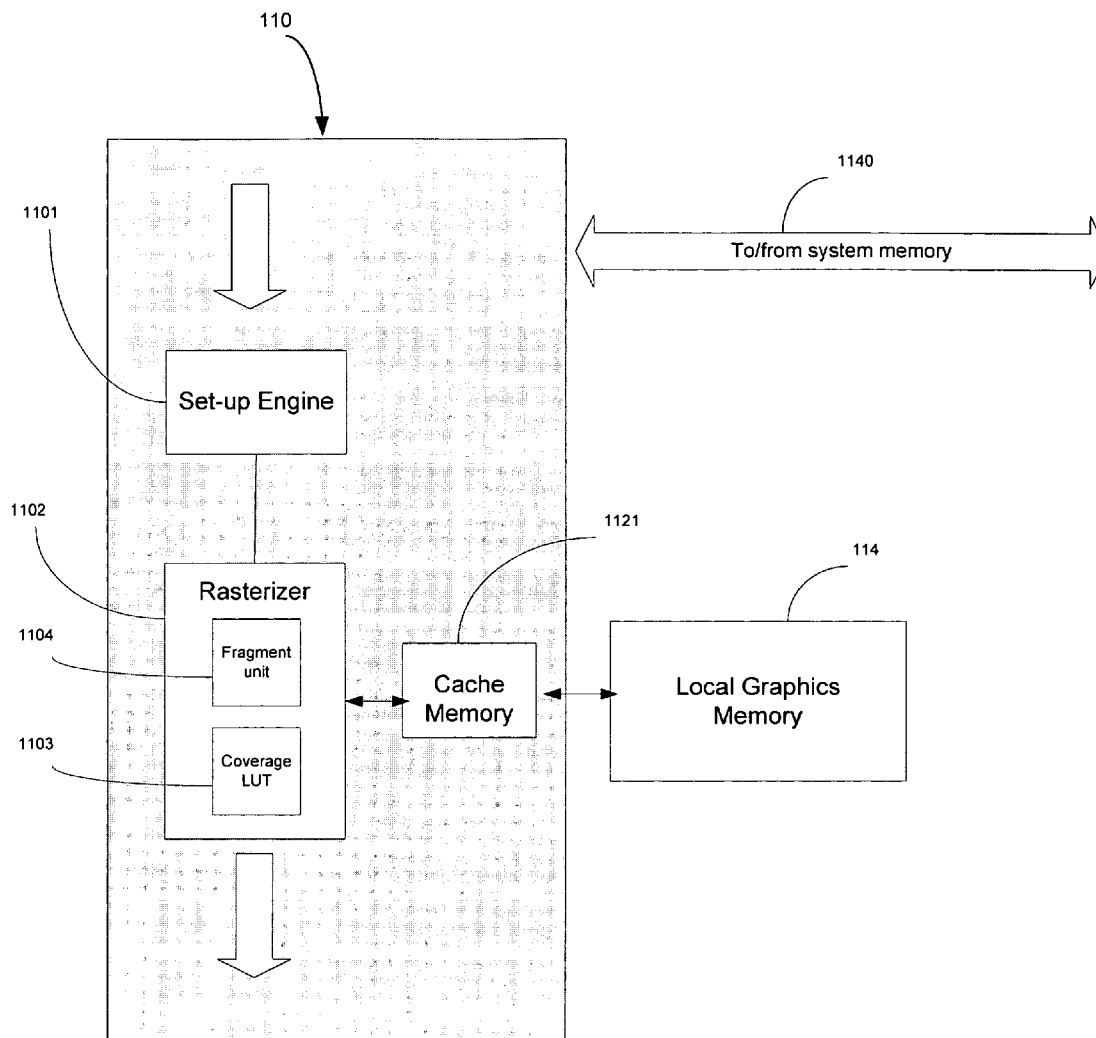 110
1140
To/from system memory
1101
Set-up Engine
1102
1121
114
Rasterizer
1104
Fragment
unit
Cache
Memory
Local Graphics
Memory
1103
Coverage
LUT